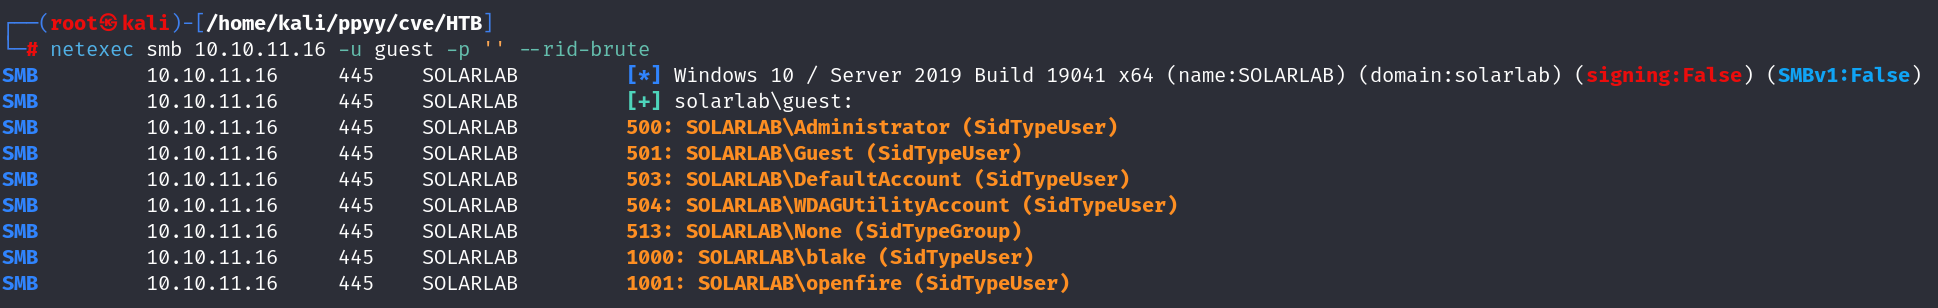 ┌──(root㉿kali)-[/home/kali/ppyy/cve/HTB]
└─# netexec smb 10.10.11.16 -u guest -p '' --rid-brute
SMB 10.10.11.16 445 SOLARLAB [*] Windows 10 / Server 2019 Build 19041 x64 (name:SOLARLAB) (domain:solarlab) (signing:False) (SMBv1:False)
SMB 10.10.11.16 445 SOLARLAB [+] solarlab\guest:
SMB 10.10.11.16 445 SOLARLAB 500: SOLARLAB\Administrator (SidTypeUser)
SMB 10.10.11.16 445 SOLARLAB 501: SOLARLAB\Guest (SidTypeUser)
SMB 10.10.11.16 445 SOLARLAB 503: SOLARLAB\DefaultAccount (SidTypeUser)
SMB 10.10.11.16 445 SOLARLAB 504: SOLARLAB\WDAGUtilityAccount (SidTypeUser)
SMB 10.10.11.16 445 SOLARLAB 513: SOLARLAB\None (SidTypeGroup)
SMB 10.10.11.16 445 SOLARLAB 1000: SOLARLAB\blake (SidTypeUser)
SMB 10.10.11.16 445 SOLARLAB 1001: SOLARLAB\openfire (SidTypeUser)